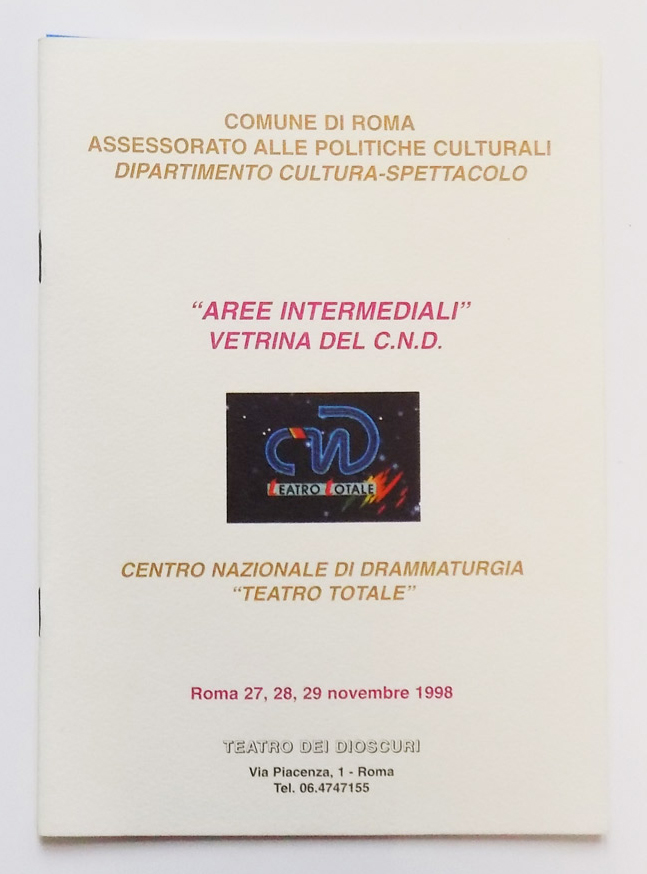 COMUNE DI ROMA
ASSESSORATO ALLE POLITICHE CULTURALI
DIPARTIMENTO CULTURA-SPETTACOLO
“AREE INTERMEDIALI”
VETRINA DEL C.N.D.
CND
TEATRO TOTALE
CENTRO NAZIONALE DI DRAMMATURGIA
“TEATRO TOTALE”
Roma 27, 28, 29 novembre 1998
TEATRO DEI DIOSCURI
Via Piacenza, 1 - Roma
Tel. 06.4747155